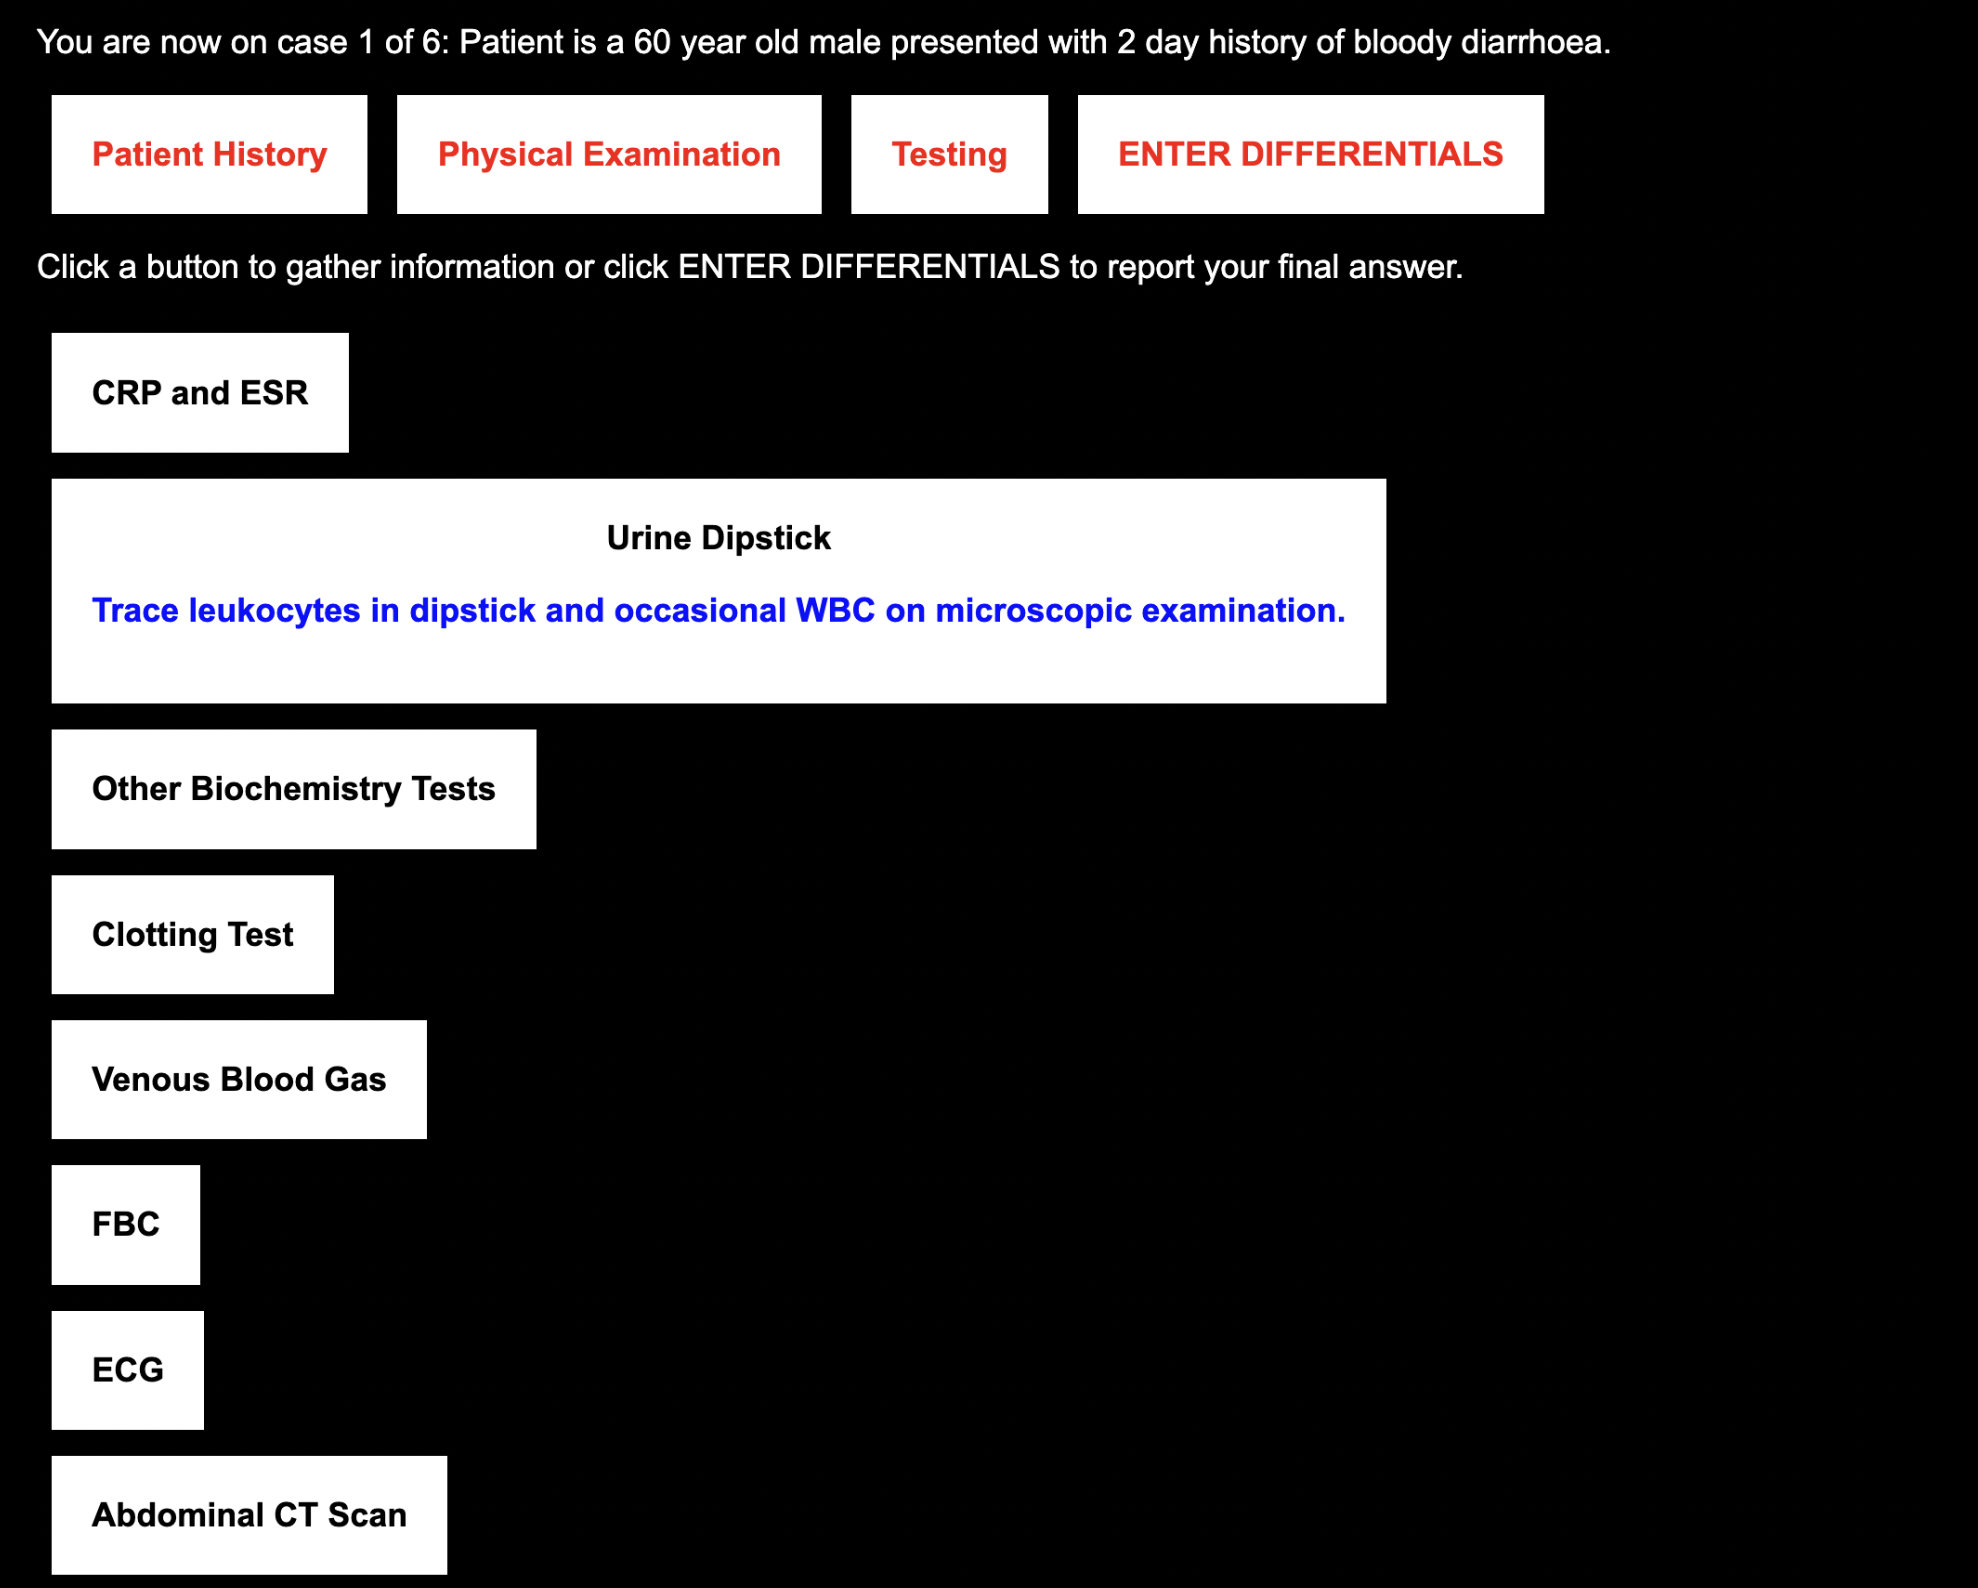 You are now on case 1 of 6: Patient is a 60 year old male presented with 2 day history of bloody diarrhoea.
Patient History Physical Examination Testing ENTER DIFFERENTIALS
Click a button to gather information or click ENTER DIFFERENTIALS to report your final answer.
CRP and ESR
Urine Dipstick
Trace leukocytes in dipstick and occasional WBC on microscopic examination.
Other Biochemistry Tests
Clotting Test
Venous Blood Gas
FBC
ECG
Abdominal CT Scan